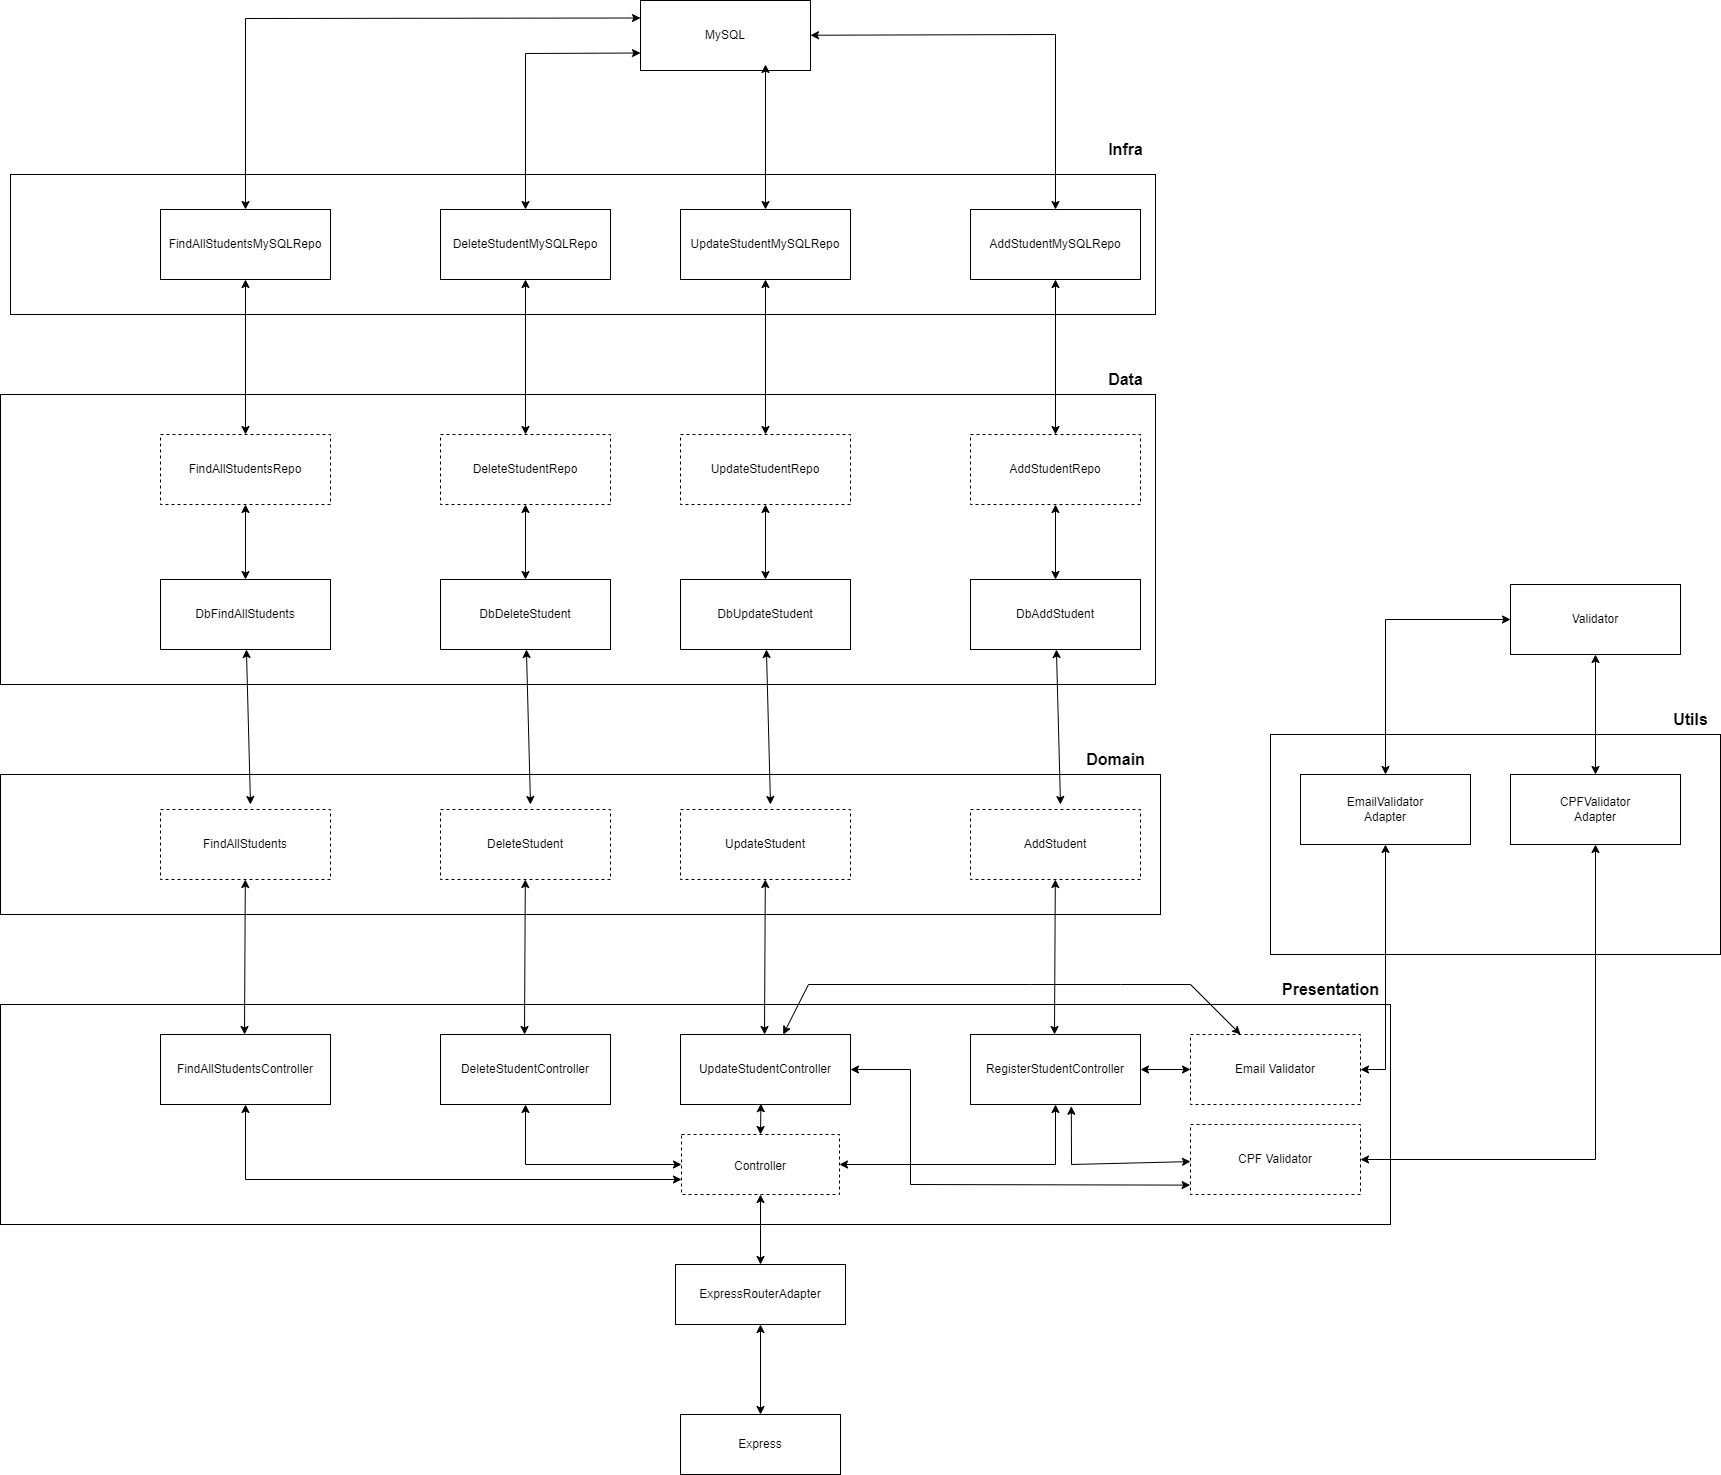 MySQL
Infra
FindAllStudentsMySQLRepo
DeleteStudentMySQLRepo
UpdateStudentMySQLRepo
AddStudentMySQLRepo
Data
FindAllStudentsRepo
DeleteStudentRepo
UpdateStudentRepo
AddStudentRepo
DbFindAllStudents
DbDeleteStudent
DbUpdateStudent
DbAddStudent
Validator
Utils
Domain
EmailValidator
Adapter
CPFValidator
Adapter
FindAllStudents
DeleteStudent
UpdateStudent
AddStudent
Presentation
FindAllStudentsController
DeleteStudentController
UpdateStudentController
RegisterStudentController
Email Validator
Controller
CPF Validator
ExpressRouterAdapter
Express